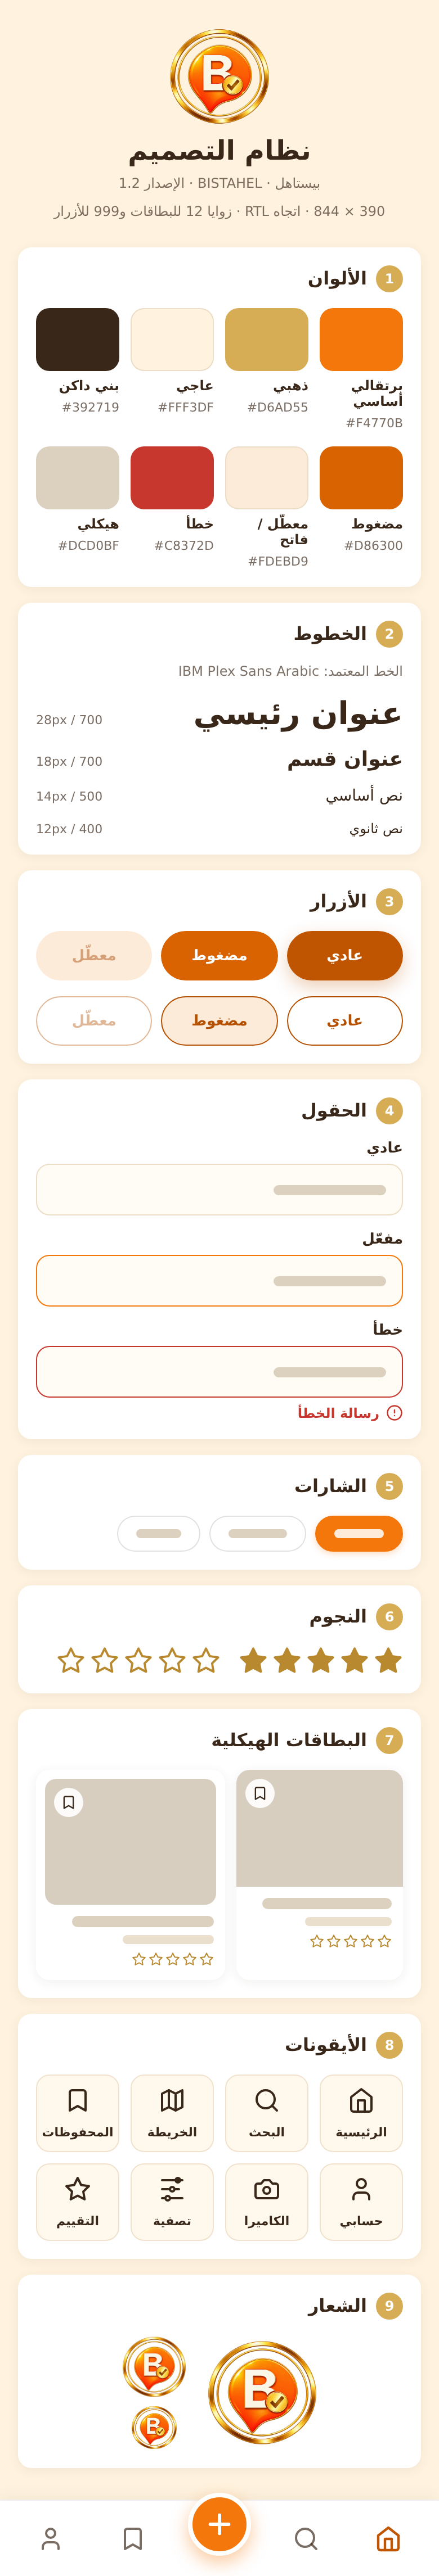 B
نظام التصميم
بيستاهل · BISTAHEL · الإصدار 1.2
390 × 844 · اتجاه RTL · زوايا 12 للبطاقات و999 للأزرار
1 الألوان
برتقالي أساسي
#F4770B
ذهبي
#D6AD55
عاجي
#FFF3DF
بني داكن
#392719
مضغوط
#D86300
معطّل / فاتح
#FDEBD9
خطأ
#C8372D
هيكلي
#DCD0BF
2 الخطوط
الخط المعتمد: IBM Plex Sans Arabic
عنوان رئيسي 28px / 700
عنوان قسم 18px / 700
نص أساسي 14px / 500
نص ثانوي 12px / 400
3 الأزرار
عادي مضغوط معطّل
عادي مضغوط معطّل
4 الحقول
عادي
مفعّل
خطأ
رسالة الخطأ
5 الشارات
6 النجوم
7 البطاقات الهيكلية
8 الأيقونات
الرئيسية البحث الخريطة المحفوظات
حسابي الكاميرا تصفية التقييم
9 الشعار
B
B
B